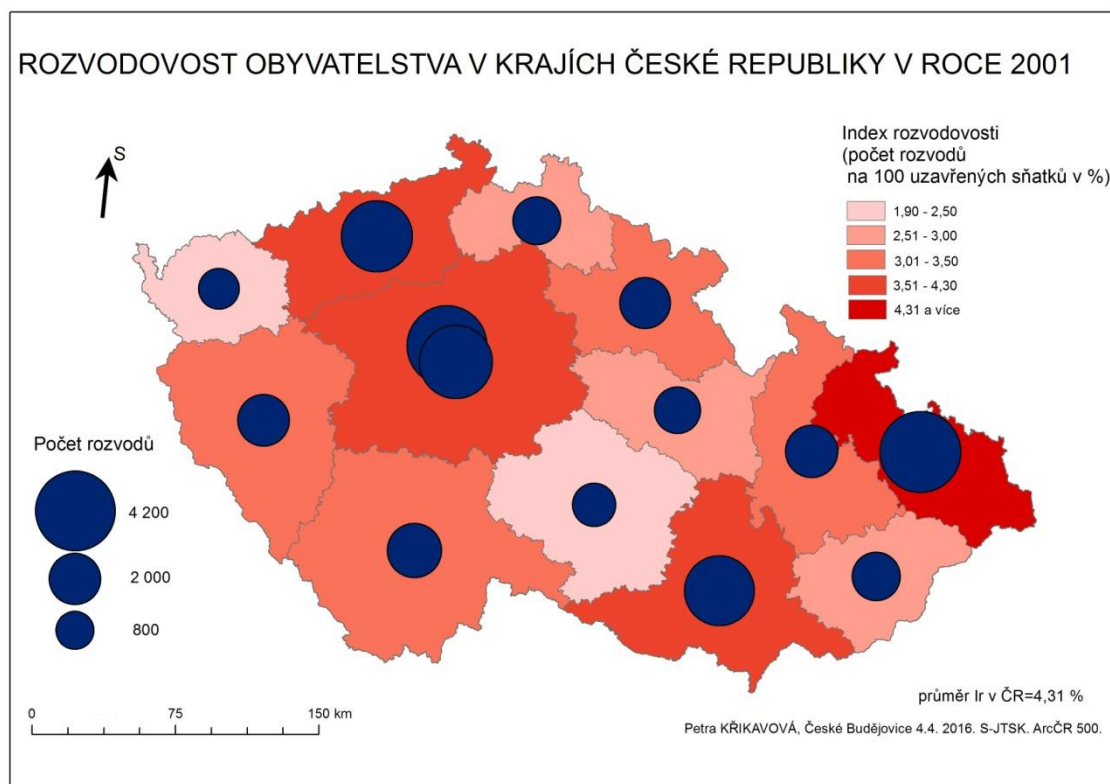 ROZVODOVOST OBYVATELSTVA V KRAJÍCH ČESKÉ REPUBLIKY V ROCE 2001
S
Index rozvodovosti
(počet rozvodů
na 100 uzavřených sňatků v %)
1,90 - 2,50
2,51 - 3,00
3,01 - 3,50
3,51 - 4,30
4,31 a více
Počet rozvodů
4 200
2 000
800
0 75 150 km
průměr Ir v ČR=4,31 %
Petra KŘIKAVOVÁ, České Budějovice 4.4. 2016. S-JTSK. ArcČR 500.